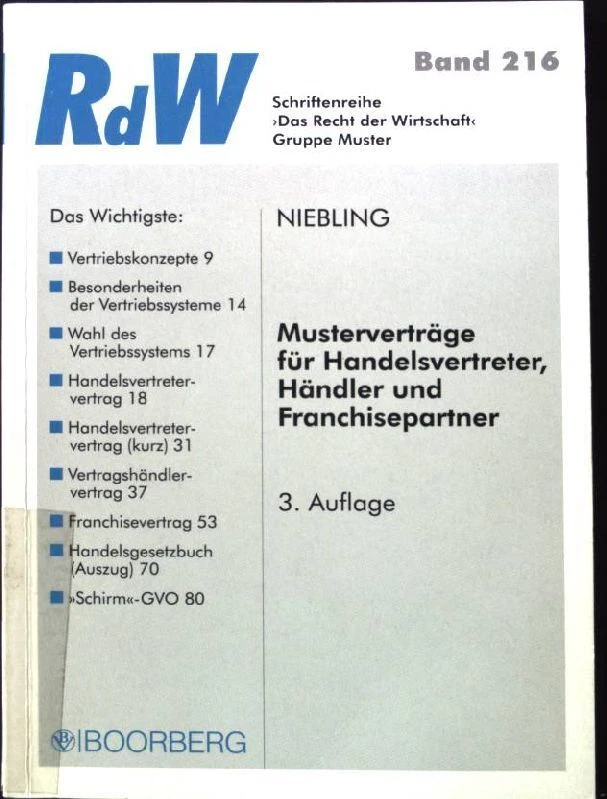 RdW
Band 216
Schriftenreihe
›Das Recht der Wirtschaft‹
Gruppe Muster
Das Wichtigste:
Vertriebskonzepte 9
Besonderheiten
der Vertriebssysteme 14
Wahl des
Vertriebssystems 17
Handelsvertreter-
vertrag 18
Handelsvertreter-
vertrag (kurz) 31
Vertragshändler-
vertrag 37
Franchisevertrag 53
Handelsgesetzbuch
(Auszug) 70
»Schirm«-GVO 80
NIEBLING
Musterverträge
für Handelsvertreter,
Händler und
Franchisepartner
3. Auflage
BOORBERG